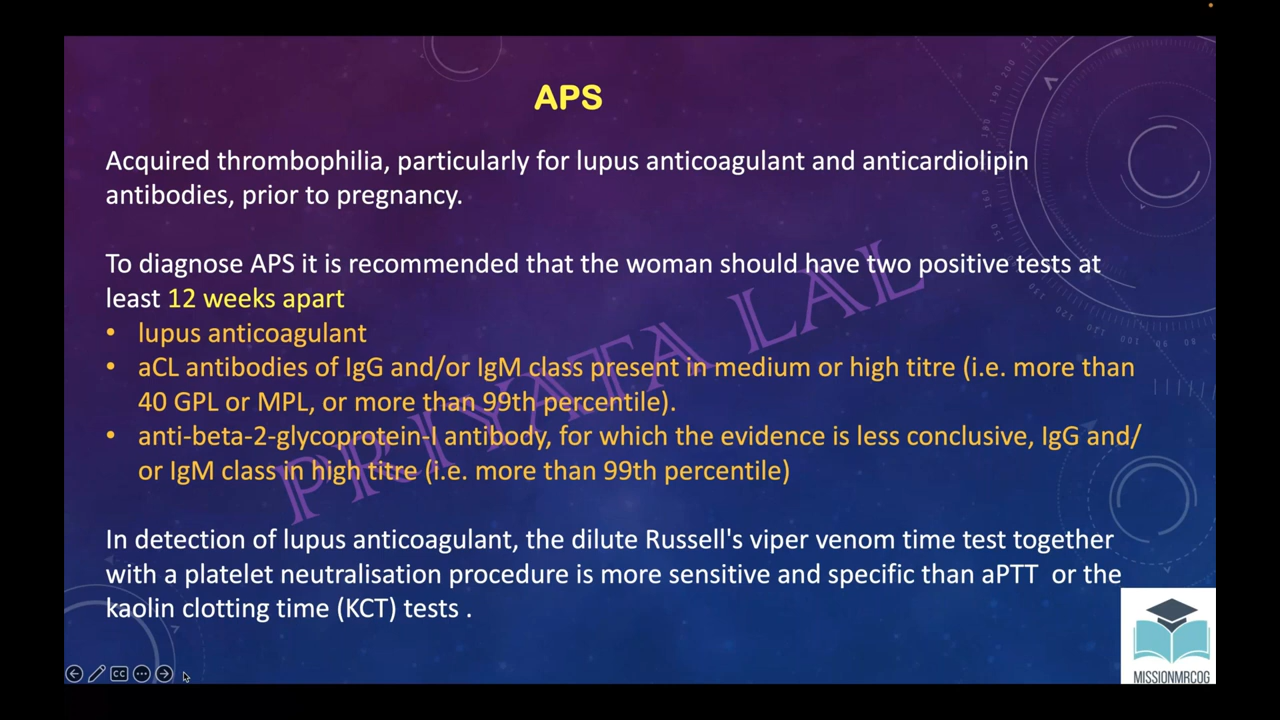 APS
Acquired thrombophilia, particularly for lupus anticoagulant and anticardiolipin
antibodies, prior to pregnancy.
To diagnose APS it is recommended that the woman should have two positive tests at
least 12 weeks apart
• lupus anticoagulant
• aCL antibodies of IgG and/or IgM class present in medium or high titre (i.e. more than
40 GPL or MPL, or more than 99th percentile).
• anti-beta-2-glycoprotein-I antibody, for which the evidence is less conclusive, IgG and/
or IgM class in high titre (i.e. more than 99th percentile)
In detection of lupus anticoagulant, the dilute Russell's viper venom time test together
with a platelet neutralisation procedure is more sensitive and specific than aPTT or the
kaolin clotting time (KCT) tests .
PRIYATA LAL
CC
MISSIONMRCOG